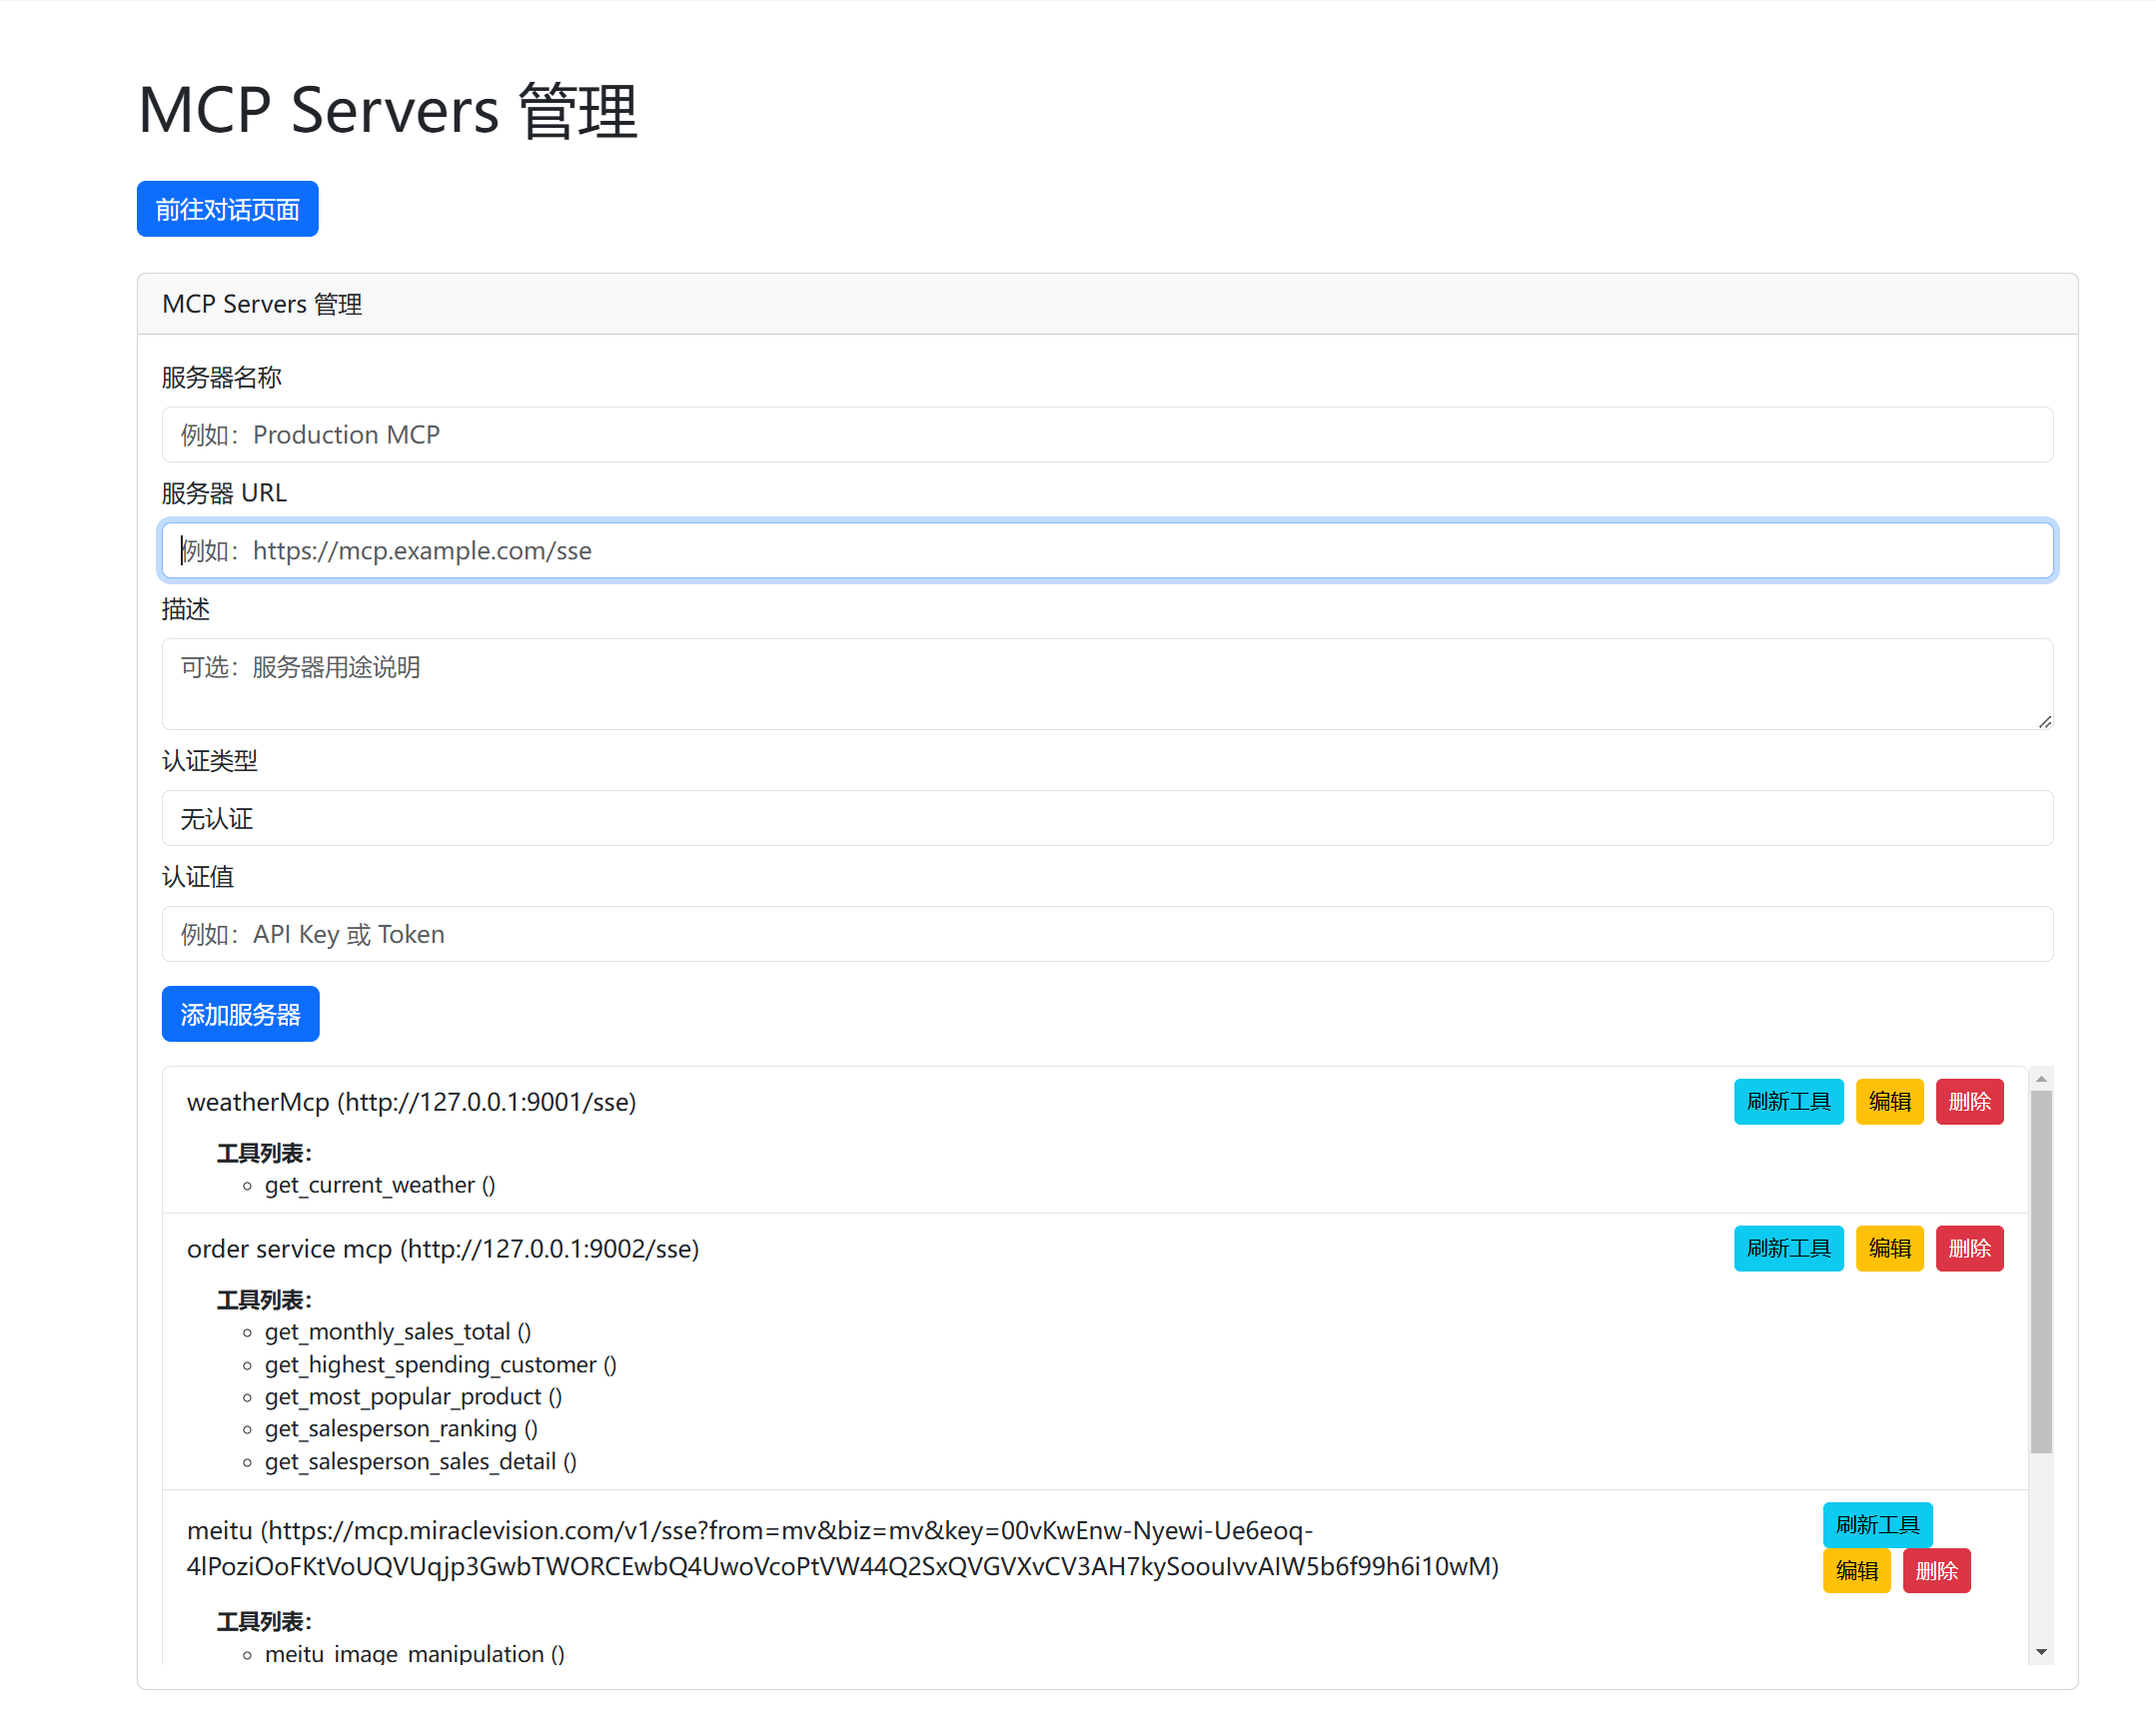 MCP Servers 管理
前往对话页面
MCP Servers 管理
服务器名称
例如：Production MCP
服务器 URL
例如：https://mcp.example.com/sse
描述
可选：服务器用途说明
认证类型
无认证
认证值
例如：API Key 或 Token
添加服务器
weatherMcp (http://127.0.0.1:9001/sse) 刷新工具 编辑 删除
工具列表：
get_current_weather ()
order service mcp (http://127.0.0.1:9002/sse) 刷新工具 编辑 删除
工具列表：
get_monthly_sales_total ()
get_highest_spending_customer ()
get_most_popular_product ()
get_salesperson_ranking ()
get_salesperson_sales_detail ()
meitu (https://mcp.miraclevision.com/v1/sse?from=mv&biz=mv&key=00vKwEnw-Nyewi-Ue6eoq- 刷新工具
4lPoziOoFKtVoUQVUqjp3GwbTWORCEwbQ4UwoVcoPtVW44Q2SxQVGVXvCV3AH7kySoouIvvAIW5b6f99h6i10wM) 编辑 删除
工具列表：
meitu_image_manipulation ()